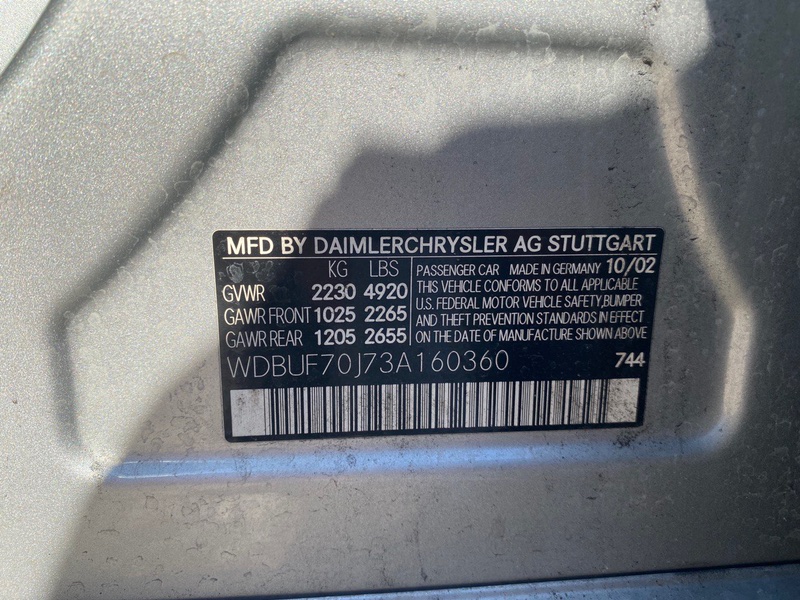 MFD BY DAIMLERCHRYSLER AG STUTTGART
KG LBS
GVWR 2230 4920
GAWR FRONT 1025 2265
GAWR REAR 1205 2655
PASSENGER CAR MADE IN GERMANY 10/02
THIS VEHICLE CONFORMS TO ALL APPLICABLE
U.S. FEDERAL MOTOR VEHICLE SAFETY,BUMPER
AND THEFT PREVENTION STANDARDS IN EFFECT
ON THE DATE OF MANUFACTURE SHOWN ABOVE
WDBUF70J73A160360 744